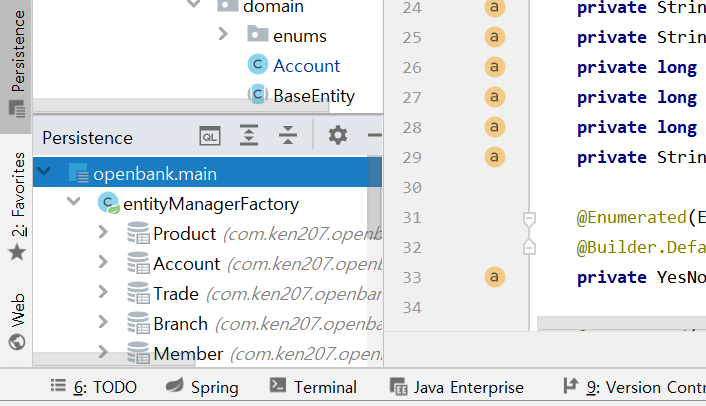 Persistence
2: Favorites
Web
domain
enums
Account
BaseEntity
Persistence
QL
openbank.main
entityManagerFactory
Product (com.ken207.openb
Account (com.ken207.openb
Trade (com.ken207.openban
Branch (com.ken207.openba
Member (com.ken207.open
24 a private Strin
25 a private Strin
26 a private long
27 a private long
28 a private long
29 a private Strin
30
31 @Enumerated(E
32 @Builder.Defa
33 a private YesNo
34
6: TODO
Spring
Terminal
Java Enterprise
9: Version Contr